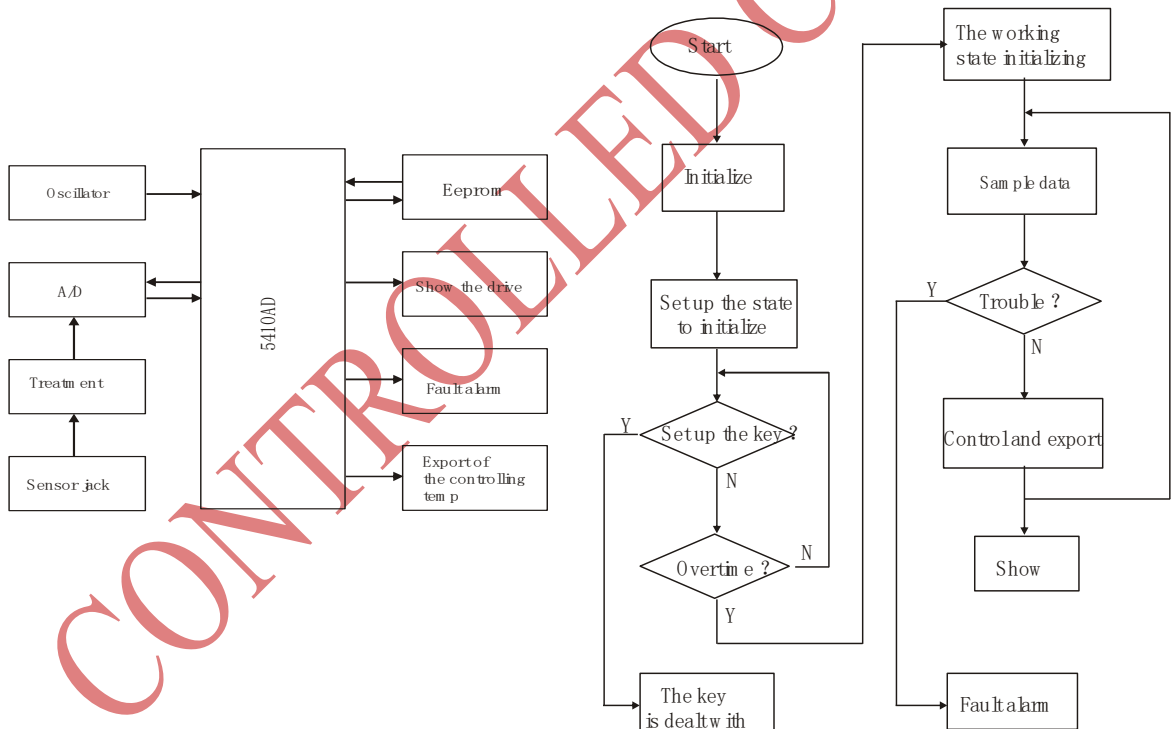 Oscillator
A/D
Treatment
Sensor jack
5410AD
Eeprom
Show the drive
Fault alarm
Export of
the controlling
temp
Start
Initialize
Setup the state
to initialize
Setup the key ?
Y
N
Overtime ?
N
Y
The key
is dealt with
The working
state initializing
Sample data
Trouble ?
Y
N
Control and export
Show
Fault alarm
CONTROLLED C